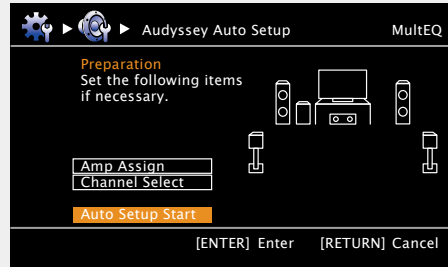 Audyssey Auto Setup MultEQ
Preparation
Set the following items
if necessary.
Amp Assign
Channel Select
Auto Setup Start
[ENTER] Enter [RETURN] Cancel